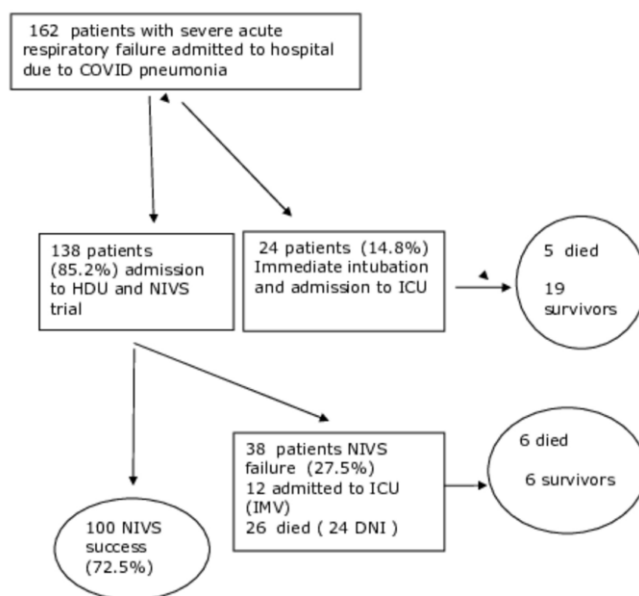 162 patients with severe acute
respiratory failure admitted to hospital
due to COVID pneumonia
138 patients
(85.2%) admission
to HDU and NIVS
trial
24 patients (14.8%)
Immediate intubation
and admission to ICU
5 died
19
survivors
38 patients NIVS
failure (27.5%)
12 admitted to ICU
(IMV)
26 died ( 24 DNI )
6 died
6 survivors
100 NIVS
success
(72.5%)